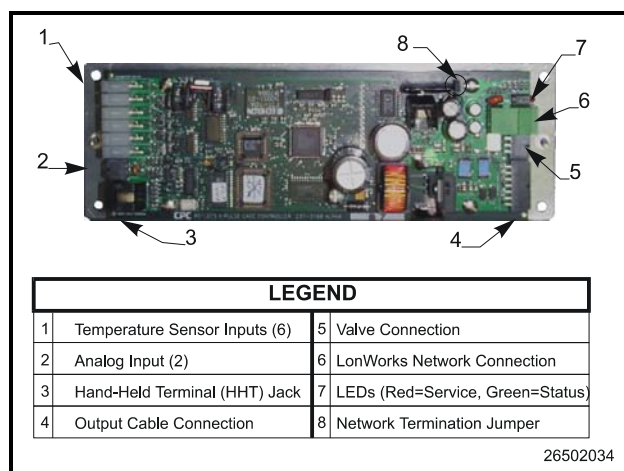 1
8
7
6
2
5
3
4
CPC
LEGEND
1 Temperature Sensor Inputs (6) 5 Valve Connection
2 Analog Input (2) 6 LonWorks Network Connection
3 Hand-Held Terminal (HHT) Jack 7 LEDs (Red=Service, Green=Status)
4 Output Cable Connection 8 Network Termination Jumper
26502034